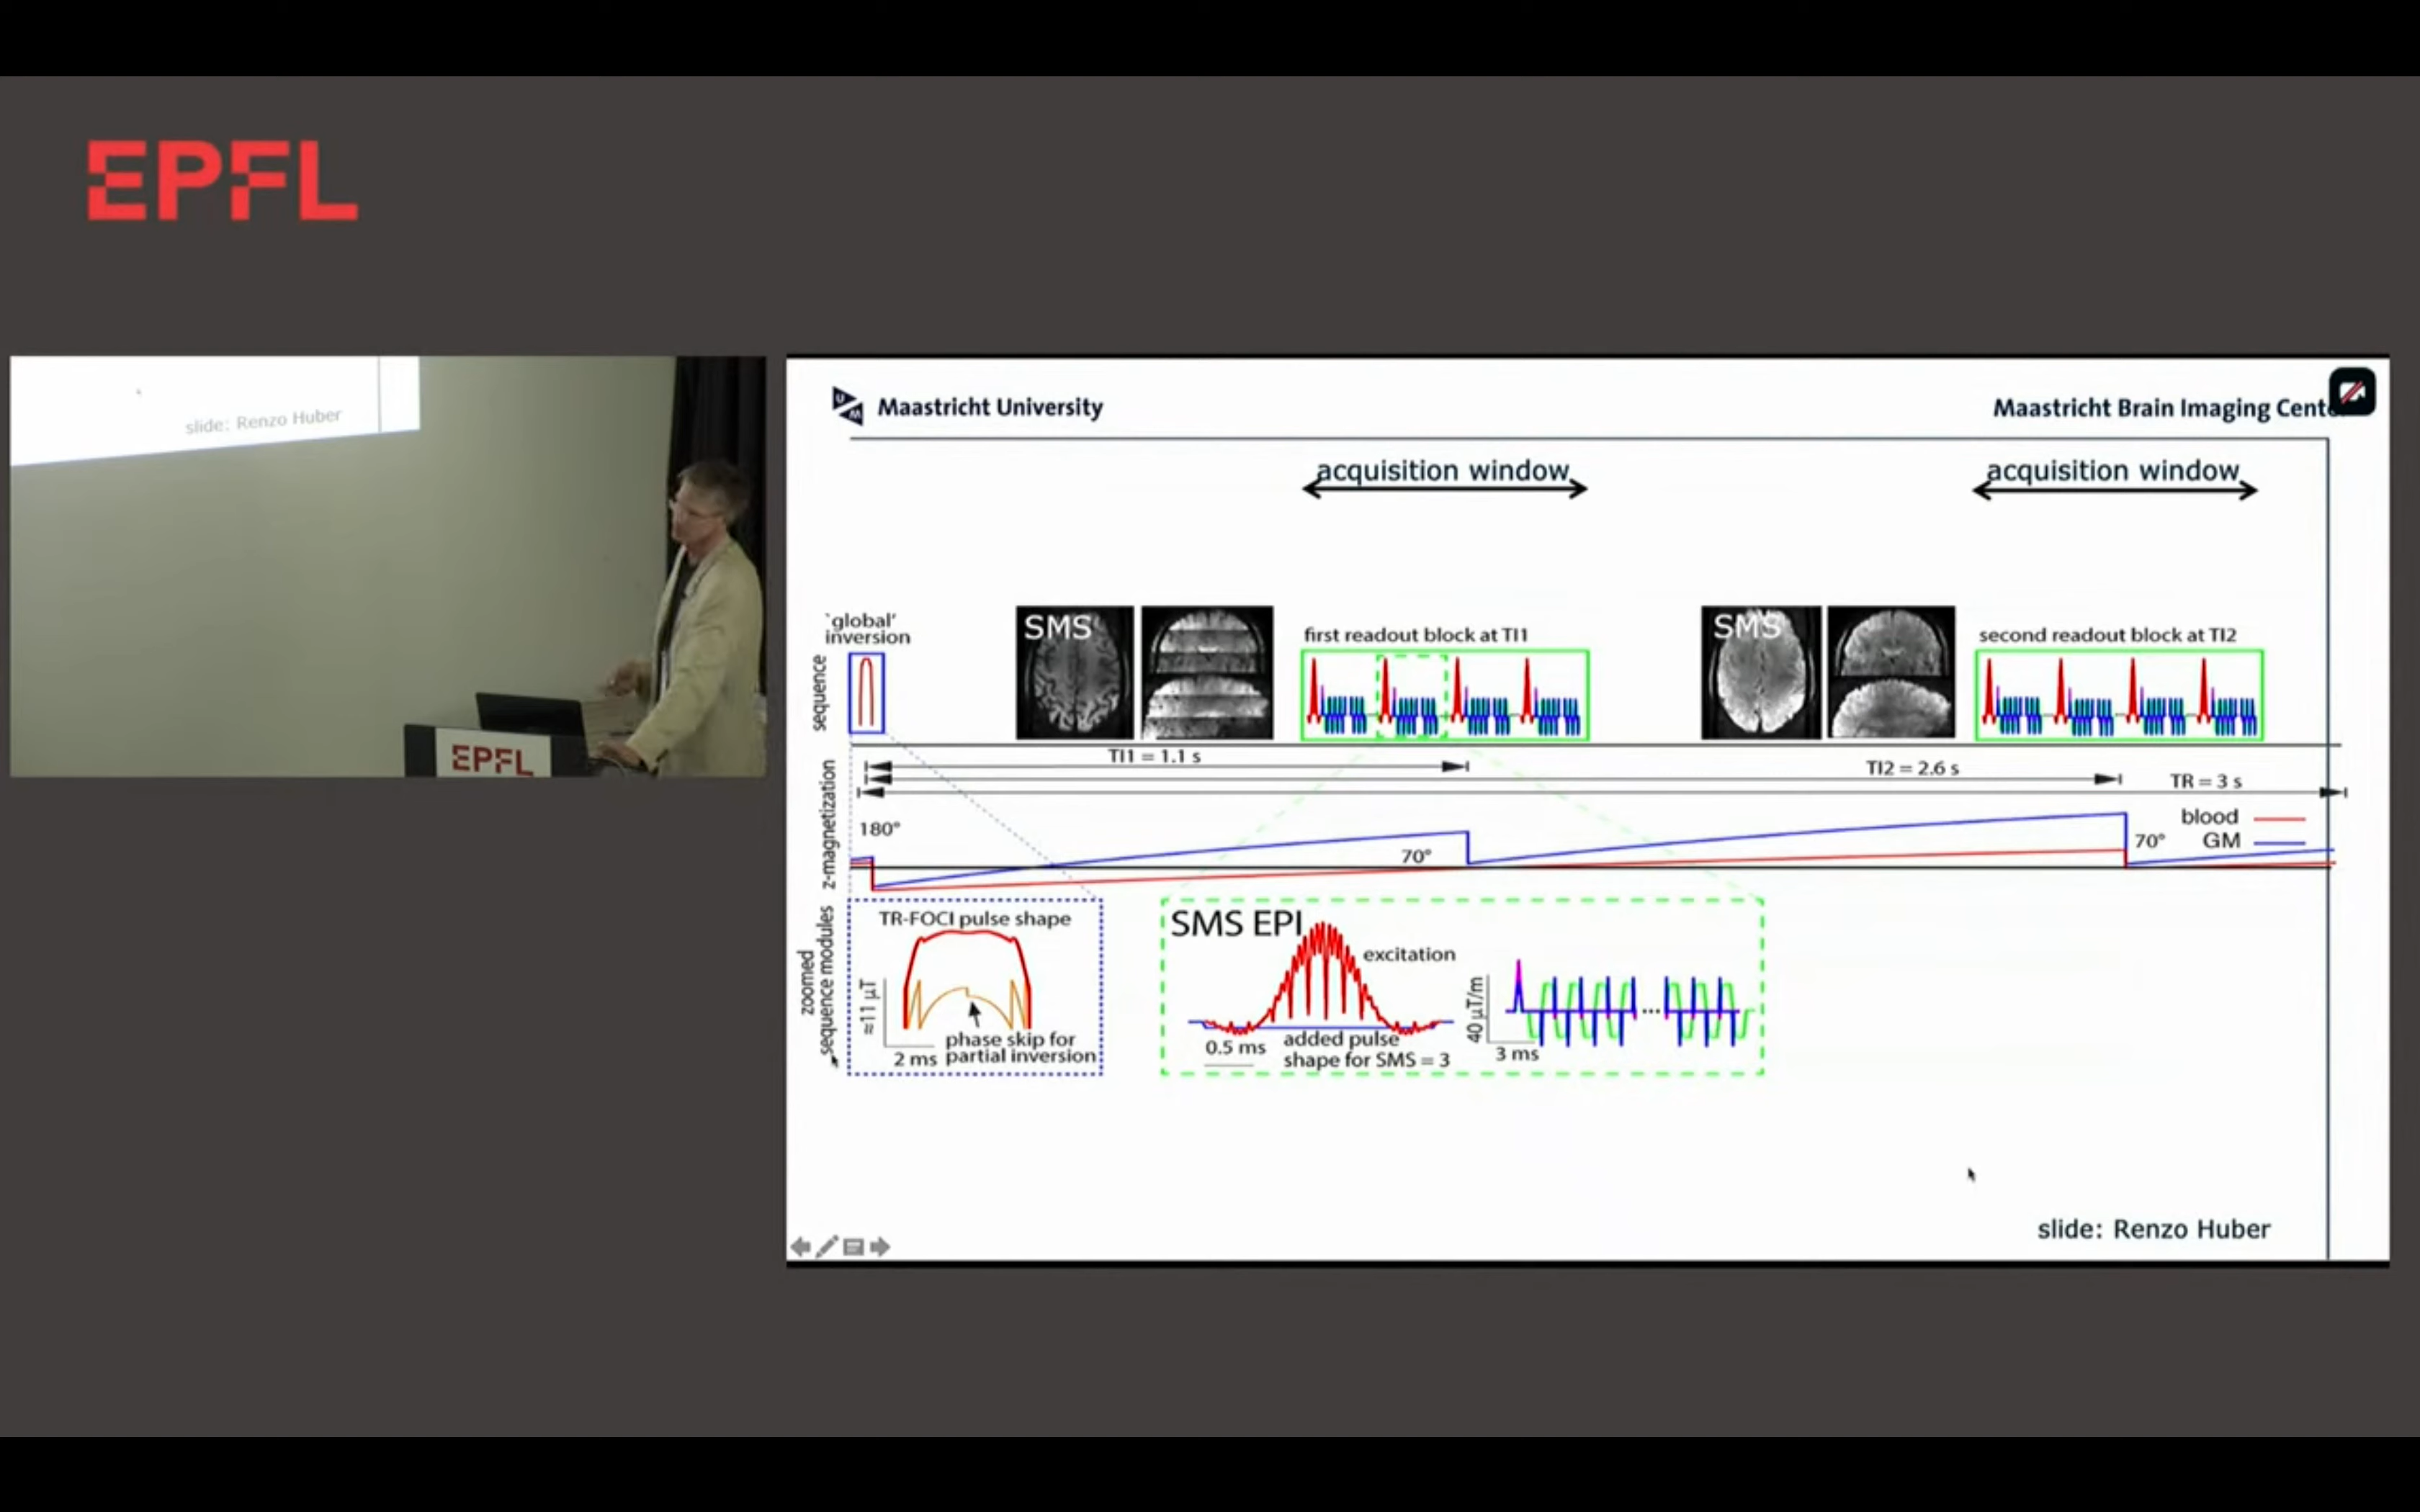 EPFL
slide: Renzo Huber
EPFL
UM
Maastricht University
Maastricht Brain Imaging Cent
acquisition window
acquisition window
`global'
inversion
SMS
first readout block at TI1
SMS
second readout block at TI2
sequence
TI1 = 1.1 s
TI2 = 2.6 s
TR = 3 s
z-magnetization
180°
70°
70°
blood
GM
zoomed
sequence modules
TR-FOCI pulse shape
≈11 µT
2 ms
phase skip for
partial inversion
SMS EPI
excitation
0.5 ms
added pulse
shape for SMS = 3
40 µT/m
3 ms
...
slide: Renzo Huber